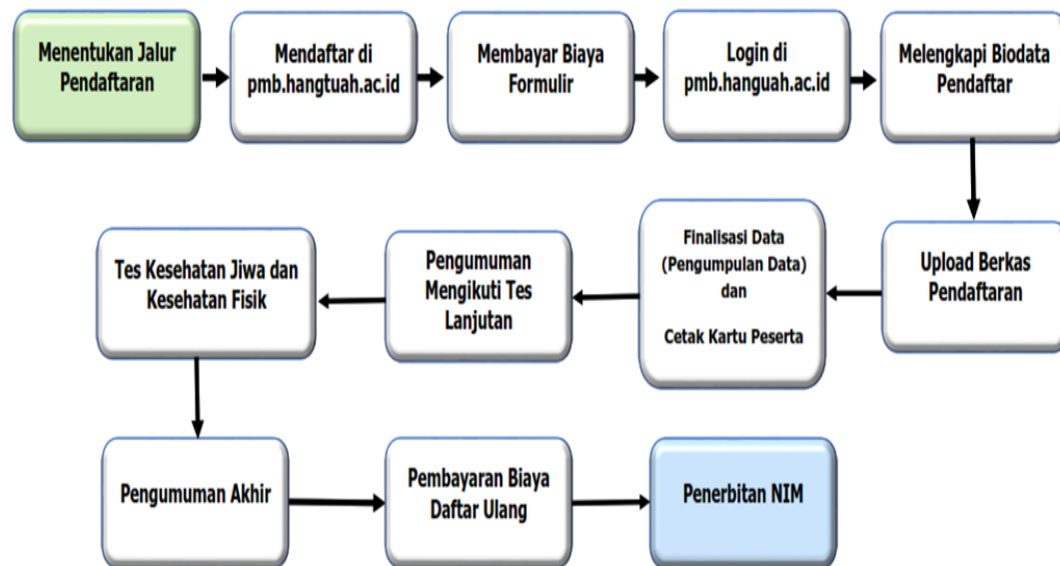 Menentukan Jalur
Pendaftaran
Mendaftar di
pmb.hangtuah.ac.id
Membayar Biaya
Formulir
Login di
pmb.hanguah.ac.id
Melengkapi Biodata
Pendaftar
Upload Berkas
Pendaftaran
Finalisasi Data
(Pengumpulan Data)
dan
Cetak Kartu Peserta
Pengumuman
Mengikuti Tes
Lanjutan
Tes Kesehatan Jiwa dan
Kesehatan Fisik
Pengumuman Akhir
Pembayaran Biaya
Daftar Ulang
Penerbitan NIM